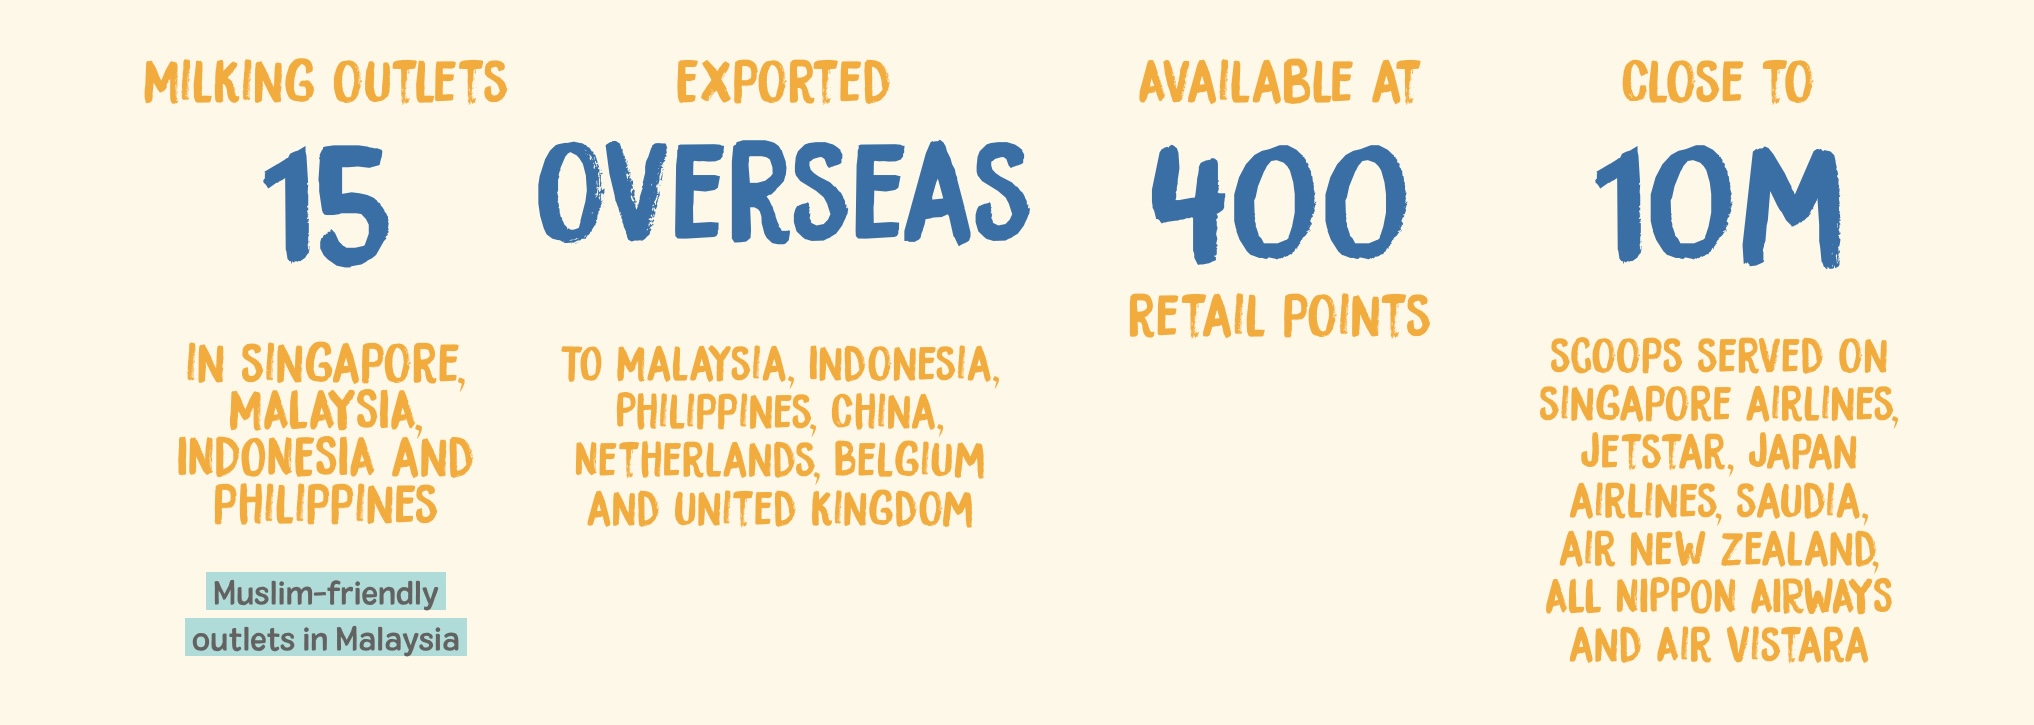 MILKING OUTLETS
15
IN SINGAPORE,
MALAYSIA,
INDONESIA AND
PHILIPPINES
Muslim-friendly
outlets in Malaysia
EXPORTED
OVERSEAS
TO MALAYSIA, INDONESIA,
PHILIPPINES, CHINA,
NETHERLANDS, BELGIUM
AND UNITED KINGDOM
AVAILABLE AT
400
RETAIL POINTS
CLOSE TO
10M
SCOOPS SERVED ON
SINGAPORE AIRLINES,
JETSTAR, JAPAN
AIRLINES, SAUDIA,
AIR NEW ZEALAND,
ALL NIPPON AIRWAYS
AND AIR VISTARA